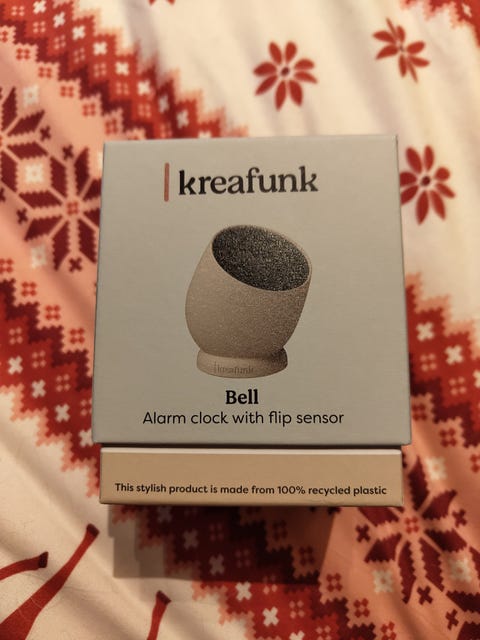 kreafunk
kreafunk
Bell
Alarm clock with flip sensor
This stylish product is made from 100% recycled plastic